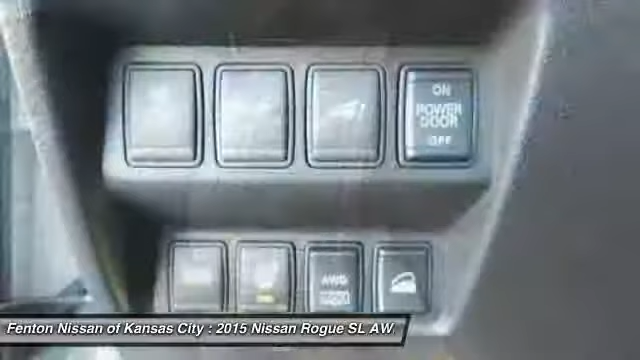 ON
POWER
DOOR
OFF
AWD
Fenton Nissan of Kansas City : 2015 Nissan Rogue SL AW